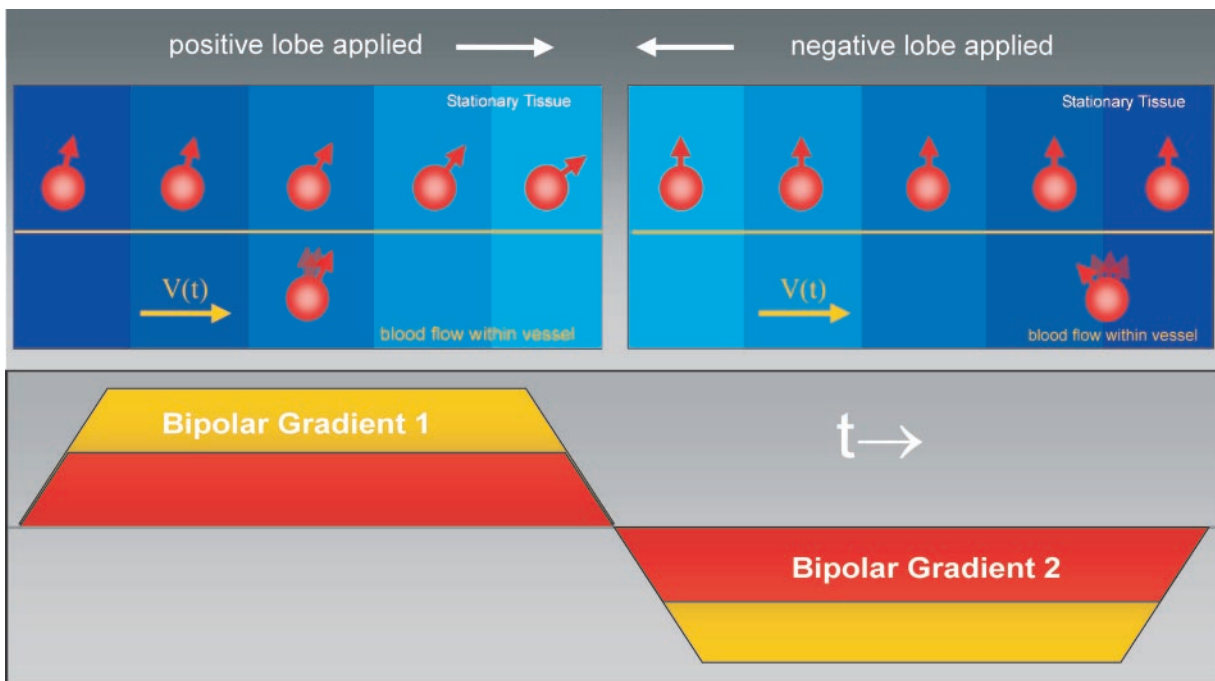 positive lobe applied
negative lobe applied
Stationary Tissue
Stationary Tissue
V(t)
V(t)
blood flow within vessel
blood flow within vessel
Bipolar Gradient 1
t→
Bipolar Gradient 2